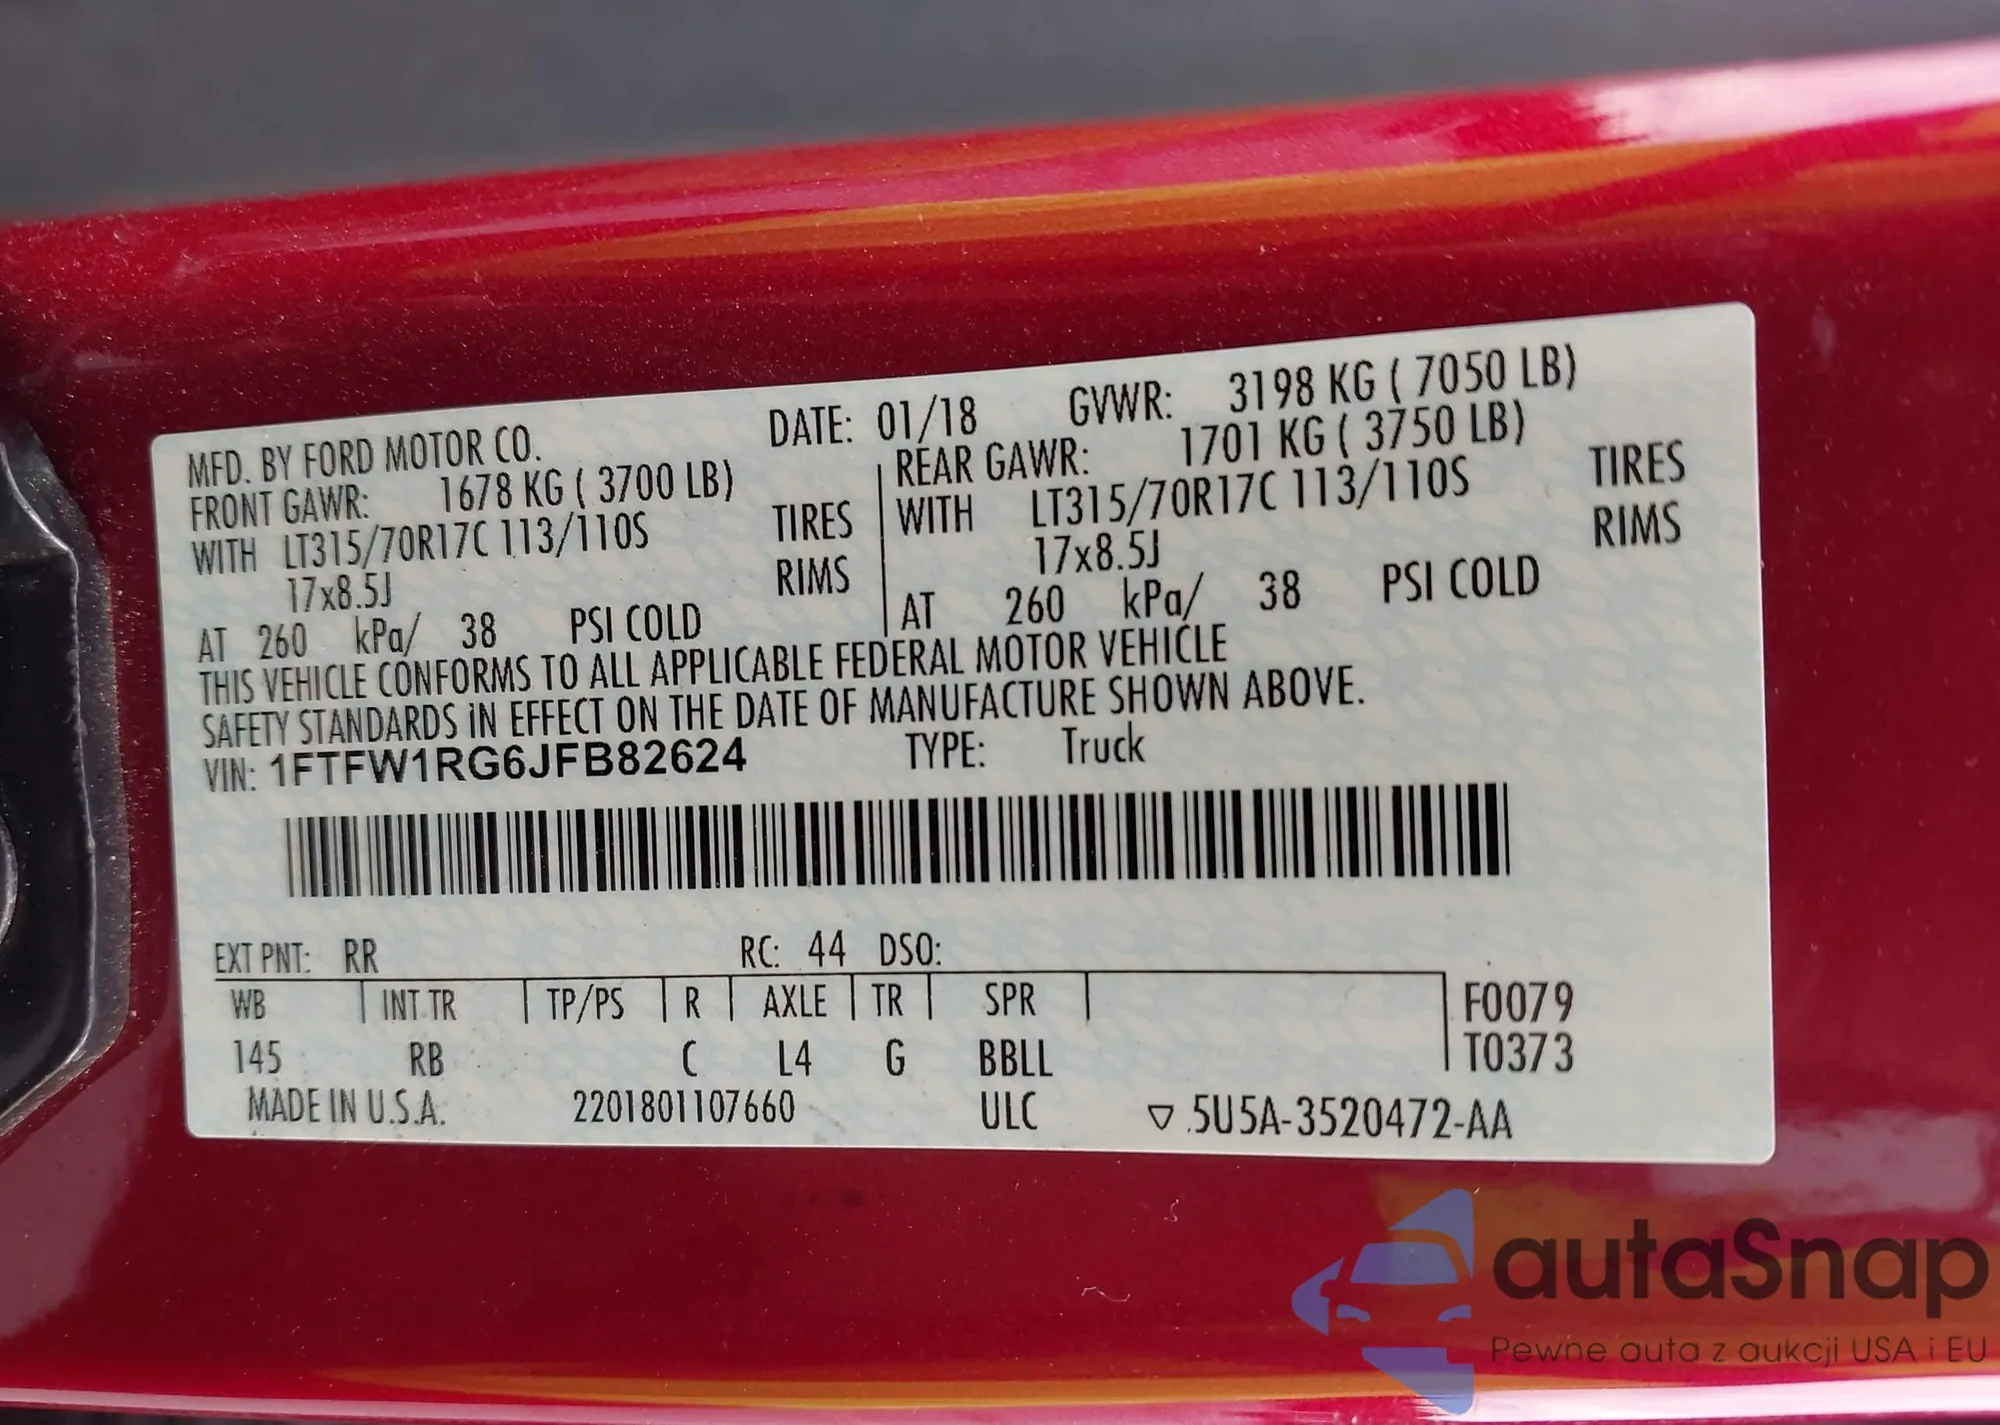 MFD. BY FORD MOTOR CO. DATE: 01/18 GVWR: 3198 KG ( 7050 LB)
FRONT GAWR: 1678 KG ( 3700 LB) REAR GAWR: 1701 KG ( 3750 LB)
WITH LT315/70R17C 113/110S TIRES WITH LT315/70R17C 113/110S TIRES
17x8.5J RIMS 17x8.5J RIMS
AT 260 kPa/ 38 PSI COLD AT 260 kPa/ 38 PSI COLD
THIS VEHICLE CONFORMS TO ALL APPLICABLE FEDERAL MOTOR VEHICLE
SAFETY STANDARDS iN EFFECT ON THE DATE OF MANUFACTURE SHOWN ABOVE.
VIN: 1FTFW1RG6JFB82624 TYPE: Truck
EXT PNT: RR RC: 44 DSO:
WB INT TR TP/PS R AXLE TR SPR F0079
145 RB C L4 G BBLL T0373
MADE IN U.S.A. 2201801107660 ULC ▽ .5U5A-3520472-AA
autaSnap
Pewne auta z aukcji USA i EU